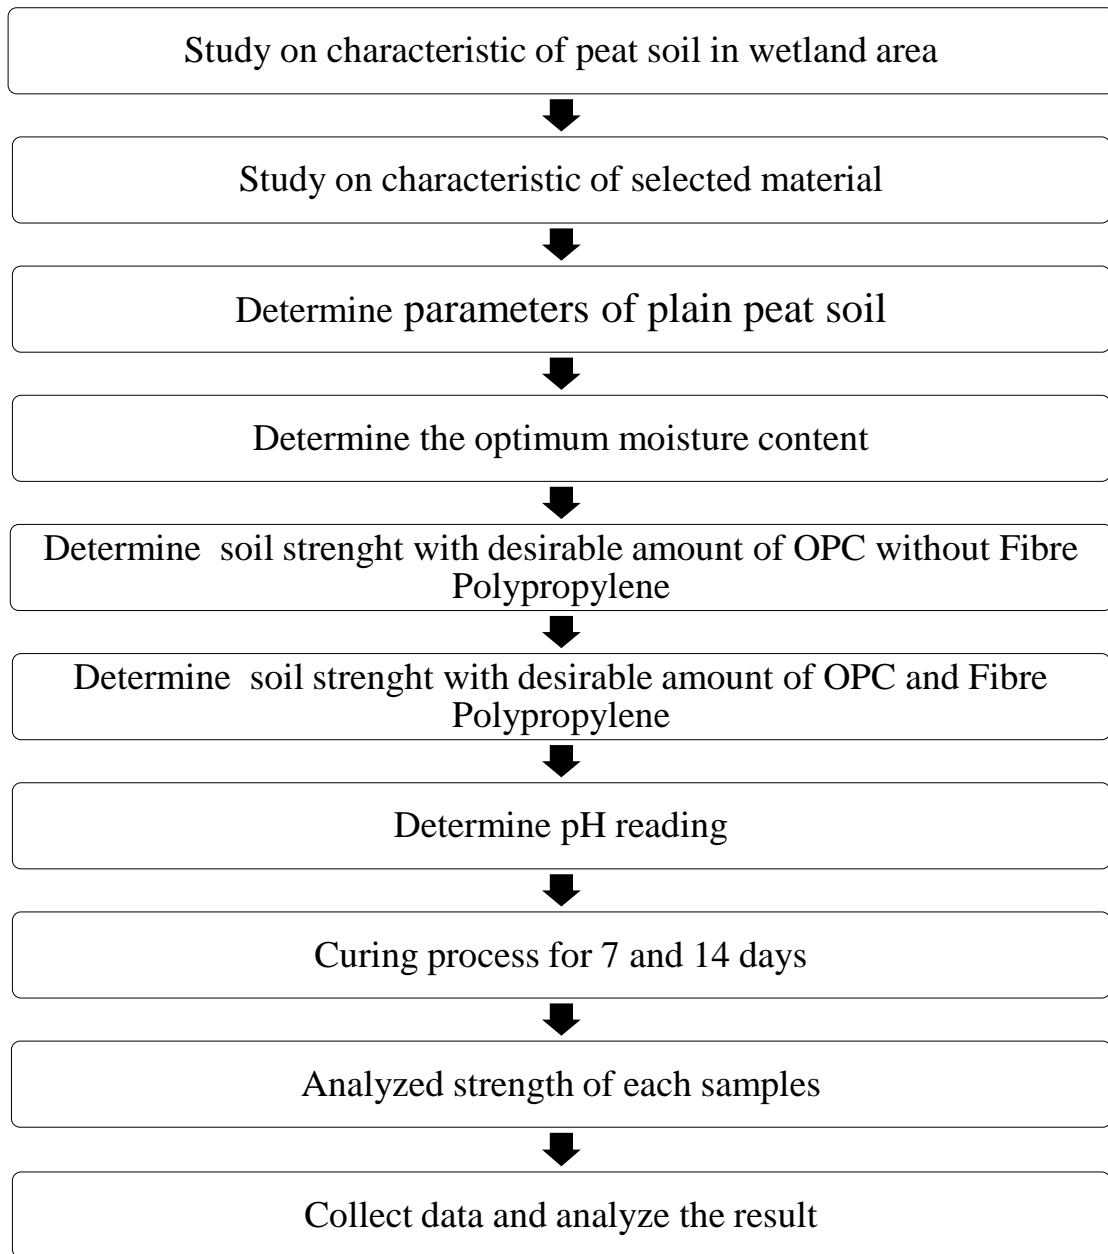 Study on characteristic of peat soil in wetland area
Study on characteristic of selected material
Determine parameters of plain peat soil
Determine the optimum moisture content
Determine  soil strenght with desirable amount of OPC without Fibre
Polypropylene
Determine  soil strenght with desirable amount of OPC and Fibre
Polypropylene
Determine pH reading
Curing process for 7 and 14 days
Analyzed strength of each samples
Collect data and analyze the result